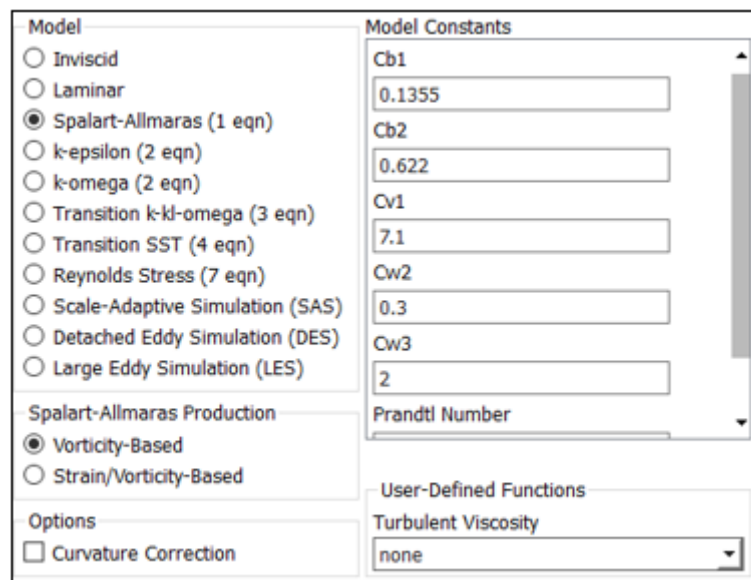 Model
Inviscid
Laminar
Spalart-Allmaras (1 eqn)
k-epsilon (2 eqn)
k-omega (2 eqn)
Transition k-kl-omega (3 eqn)
Transition SST (4 eqn)
Reynolds Stress (7 eqn)
Scale-Adaptive Simulation (SAS)
Detached Eddy Simulation (DES)
Large Eddy Simulation (LES)
Spalart-Allmaras Production
Vorticity-Based
Strain/Vorticity-Based
Options
Curvature Correction
Model Constants
Cb1
0.1355
Cb2
0.622
Cv1
7.1
Cw2
0.3
Cw3
2
Prandtl Number
User-Defined Functions
Turbulent Viscosity
none